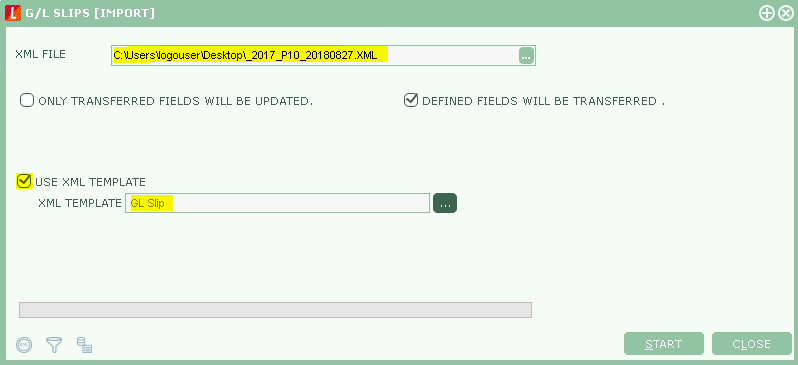 G/L SLIPS [IMPORT]
XML FILE C:\Users\logouser\Desktop\_2017_P10_20180827.XML ...
ONLY TRANSFERRED FIELDS WILL BE UPDATED. DEFINED FIELDS WILL BE TRANSFERRED .
USE XML TEMPLATE
XML TEMPLATE GL Slip ...
START CLOSE